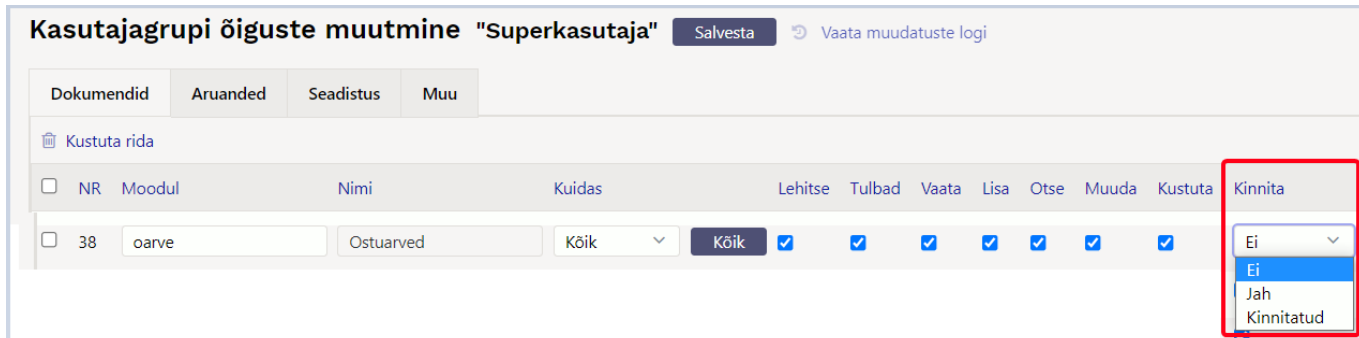 Kasutajagrupi õiguste muutmine "Superkasutaja" Salvesta Vaata muudatuste logi
Dokumendid Aruanded Seadistus Muu
Kustuta rida
NR Moodul Nimi Kuidas Lehitse Tulbad Vaata Lisa Otse Muuda Kustuta Kinnita
38 oarve Ostuarved Kõik Kõik Ei
Ei
Jah
Kinnitatud